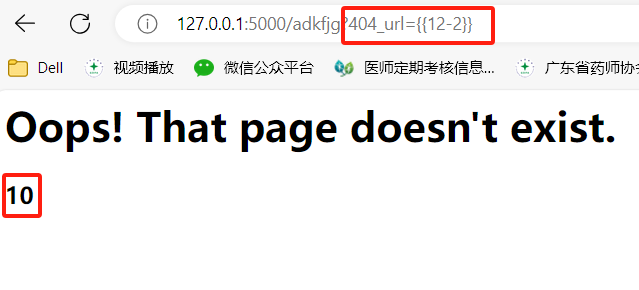 127.0.0.1:5000/adkfjg?404_url={{12-2}}
Dell 视频播放 微信公众平台 医师定期考核信息... 广东省药师协
Oops! That page doesn't exist.
10